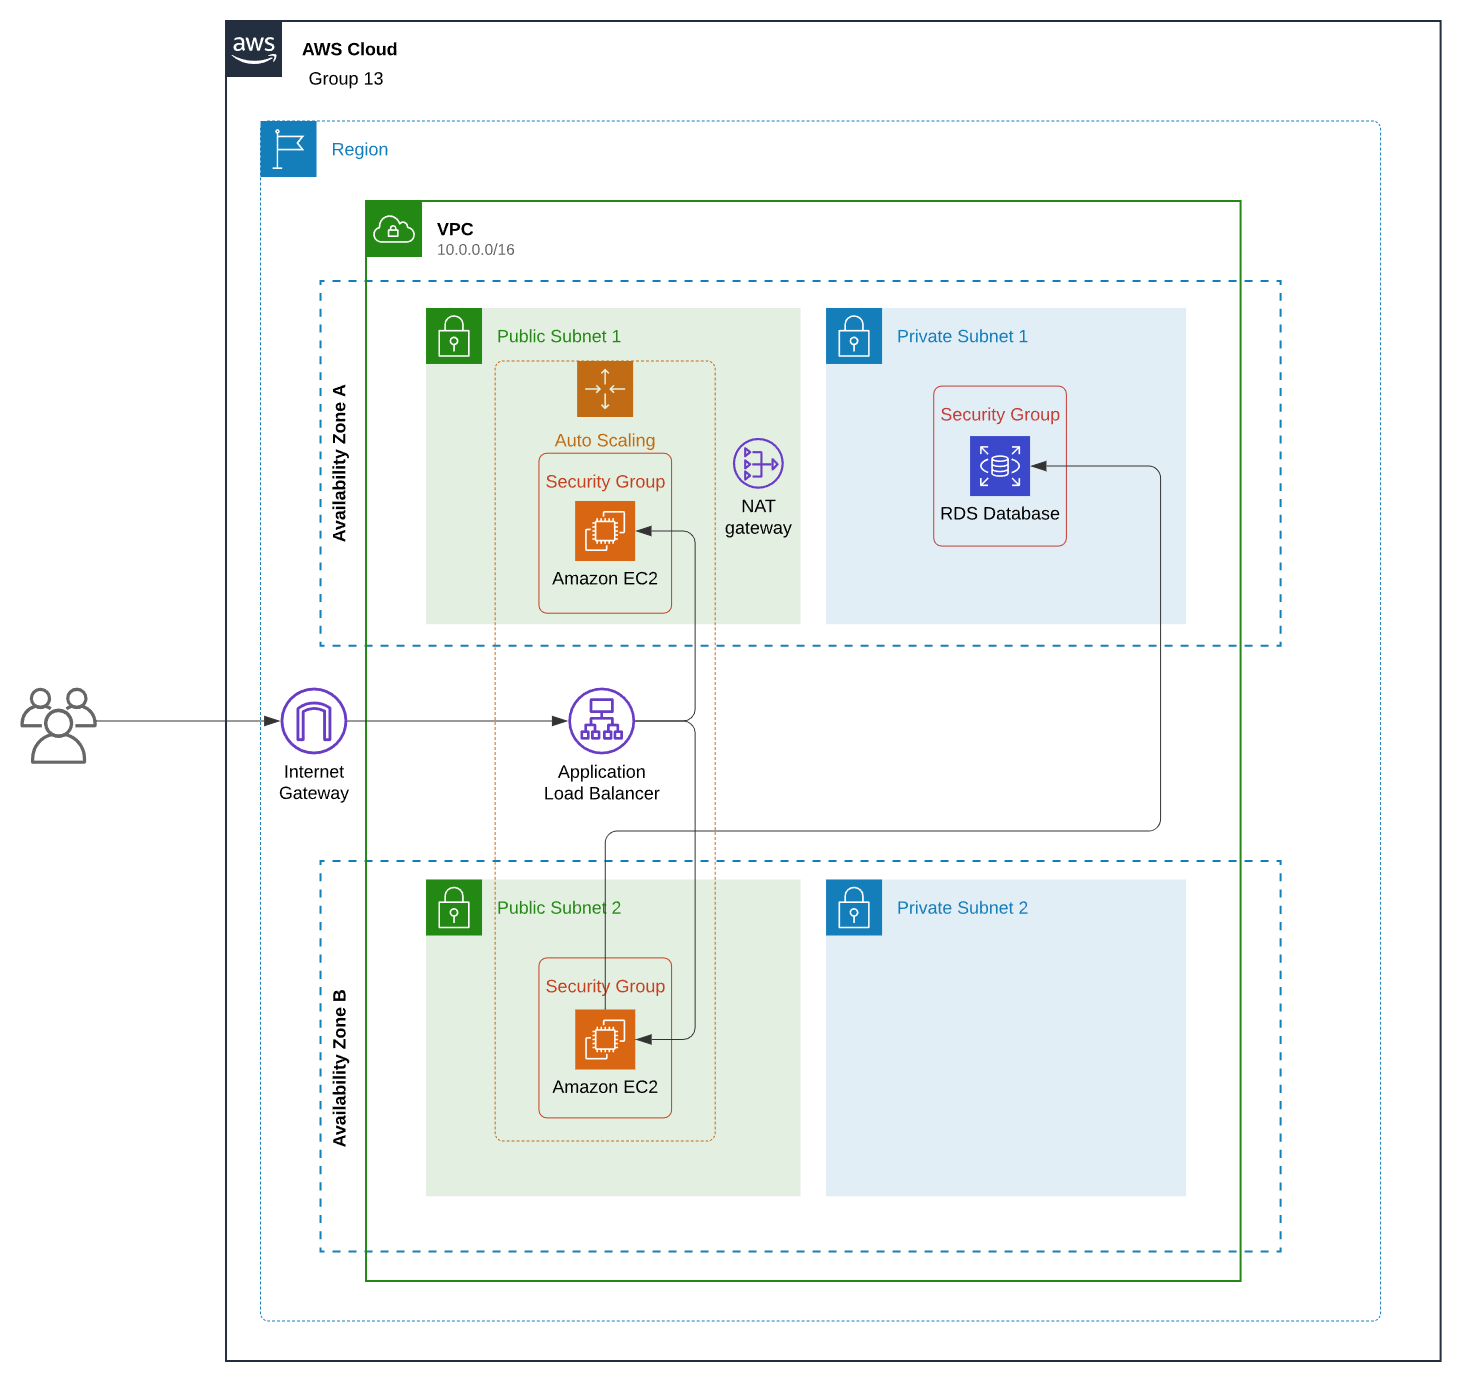 aws
AWS Cloud
Group 13
Region
VPC
10.0.0.0/16
Availability Zone A
Public Subnet 1
Auto Scaling
Security Group
Amazon EC2
NAT
gateway
Private Subnet 1
Security Group
RDS Database
Internet
Gateway
Application
Load Balancer
Availability Zone B
Public Subnet 2
Security Group
Amazon EC2
Private Subnet 2